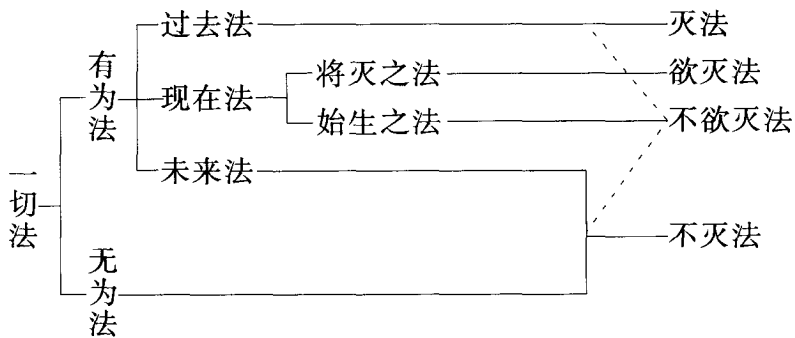 一切法
有为法
无为法
过去法
现在法
未来法
将灭之法
始生之法
灭法
欲灭法
不欲灭法
不灭法